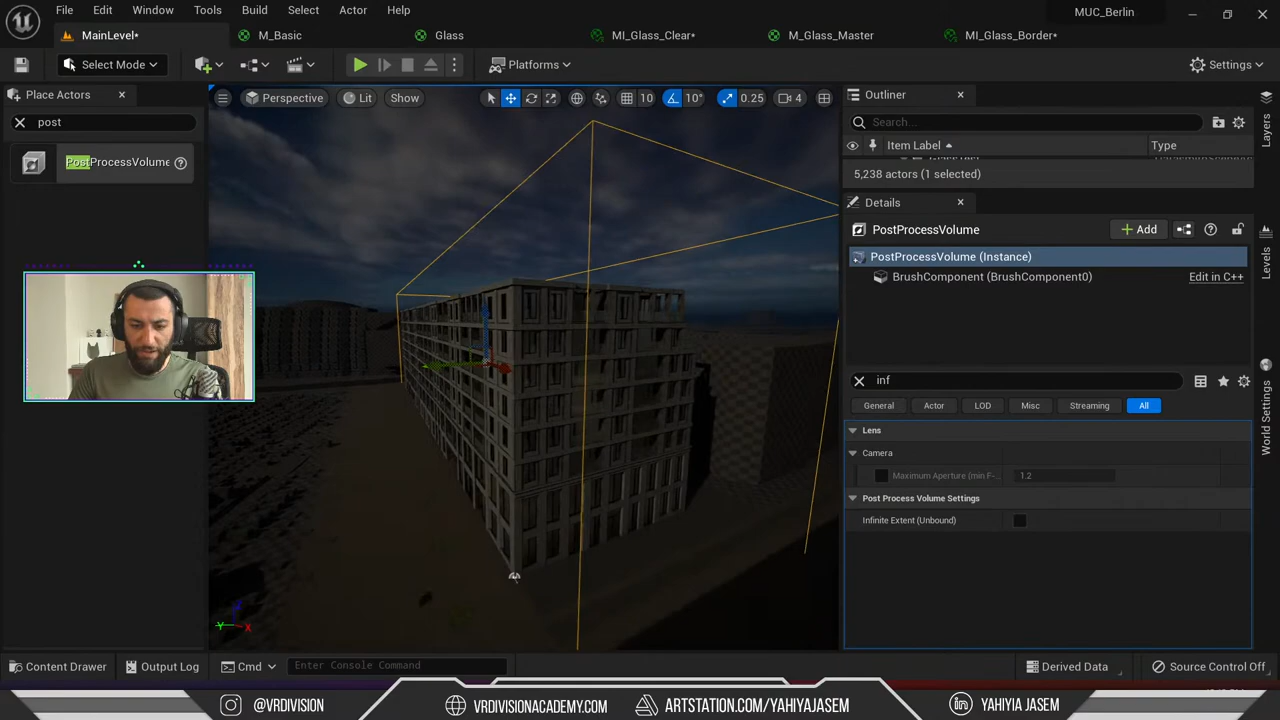 File Edit Window Tools Build Select Actor Help
MUC_Berlin
MainLevel* M_Basic Glass MI_Glass_Clear* M_Glass_Master MI_Glass_Border*
Select Mode Platforms Settings
Place Actors
post
PostProcessVolume
Perspective Lit Show 10 10° 0.25 4
Outliner
Search...
Item Label Type
5,238 actors (1 selected)
Details
PostProcessVolume Add
PostProcessVolume (Instance)
BrushComponent (BrushComponent0) Edit in C++
inf
General Actor LOD Misc Streaming All
Lens
Camera
Maximum Aperture (min F-... 1.2
Post Process Volume Settings
Infinite Extent (Unbound)
Layers
Levels
World Settings
Z
Y X
Content Drawer Output Log Cmd Enter Console Command Derived Data Source Control Off
@VRDIVISION VRDIVISIONACADEMY.COM ARTSTATION.COM/YAHIYAJASEM YAHIYIA JASEM